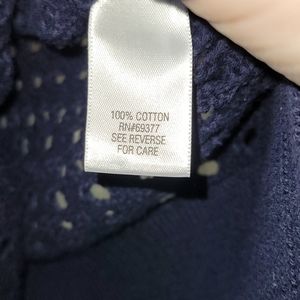 100% COTTON
RN#69377
SEE REVERSE
FOR CARE